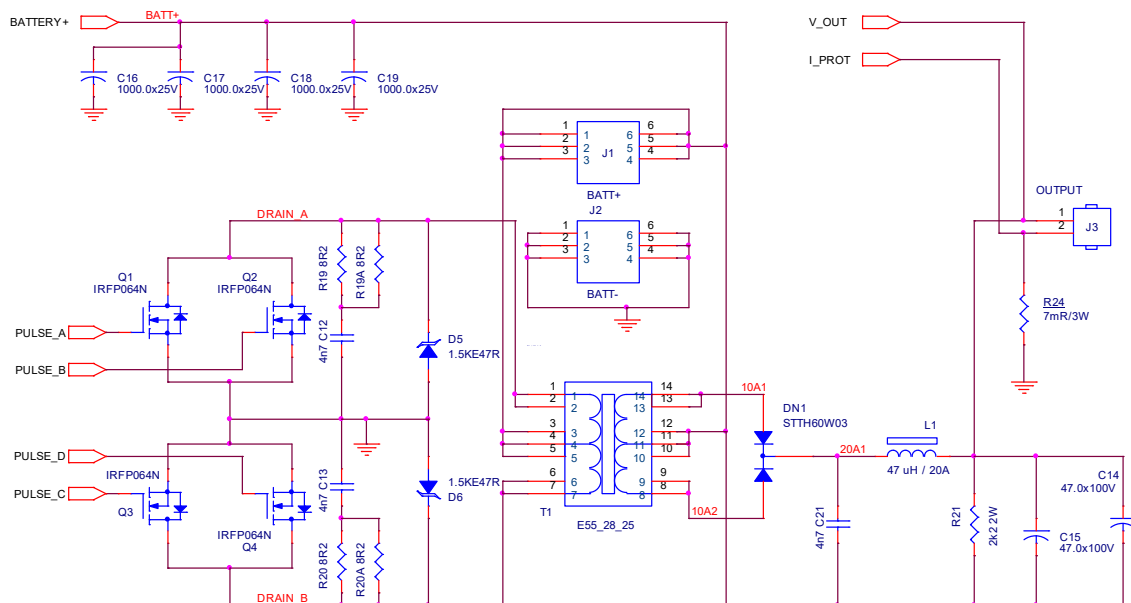 BATTERY+
BATT+
V_OUT
I_PROT
C16
1000.0x25V
C17
1000.0x25V
C18
1000.0x25V
C19
1000.0x25V
1
2
3
1
2
3
J1
6
5
4
6
5
4
BATT+
J2
1
2
3
1
2
3
6
5
4
6
5
4
BATT-
OUTPUT
1
2
J3
R24
7mR/3W
DRAIN_A
Q1
IRFP064N
Q2
IRFP064N
R19 8R2
R19A 8R2
PULSE_A
PULSE_B
4n7 C12
D5
1.5KE47R
PULSE_D
PULSE_C
IRFP064N
Q3
IRFP064N
Q4
4n7 C13
1.5KE47R
D6
R20 8R2
R20A 8R2
DRAIN_B
1
2
3
4
5
6
7
1
2
3
4
5
6
7
14
13
12
11
10
9
8
14
13
12
11
10
9
8
T1
E55_28_25
10A1
10A2
DN1
STTH60W03
20A1
L1
47 uH / 20A
4n7 C21
R21
2k2 2W
C14
47.0x100V
C15
47.0x100V